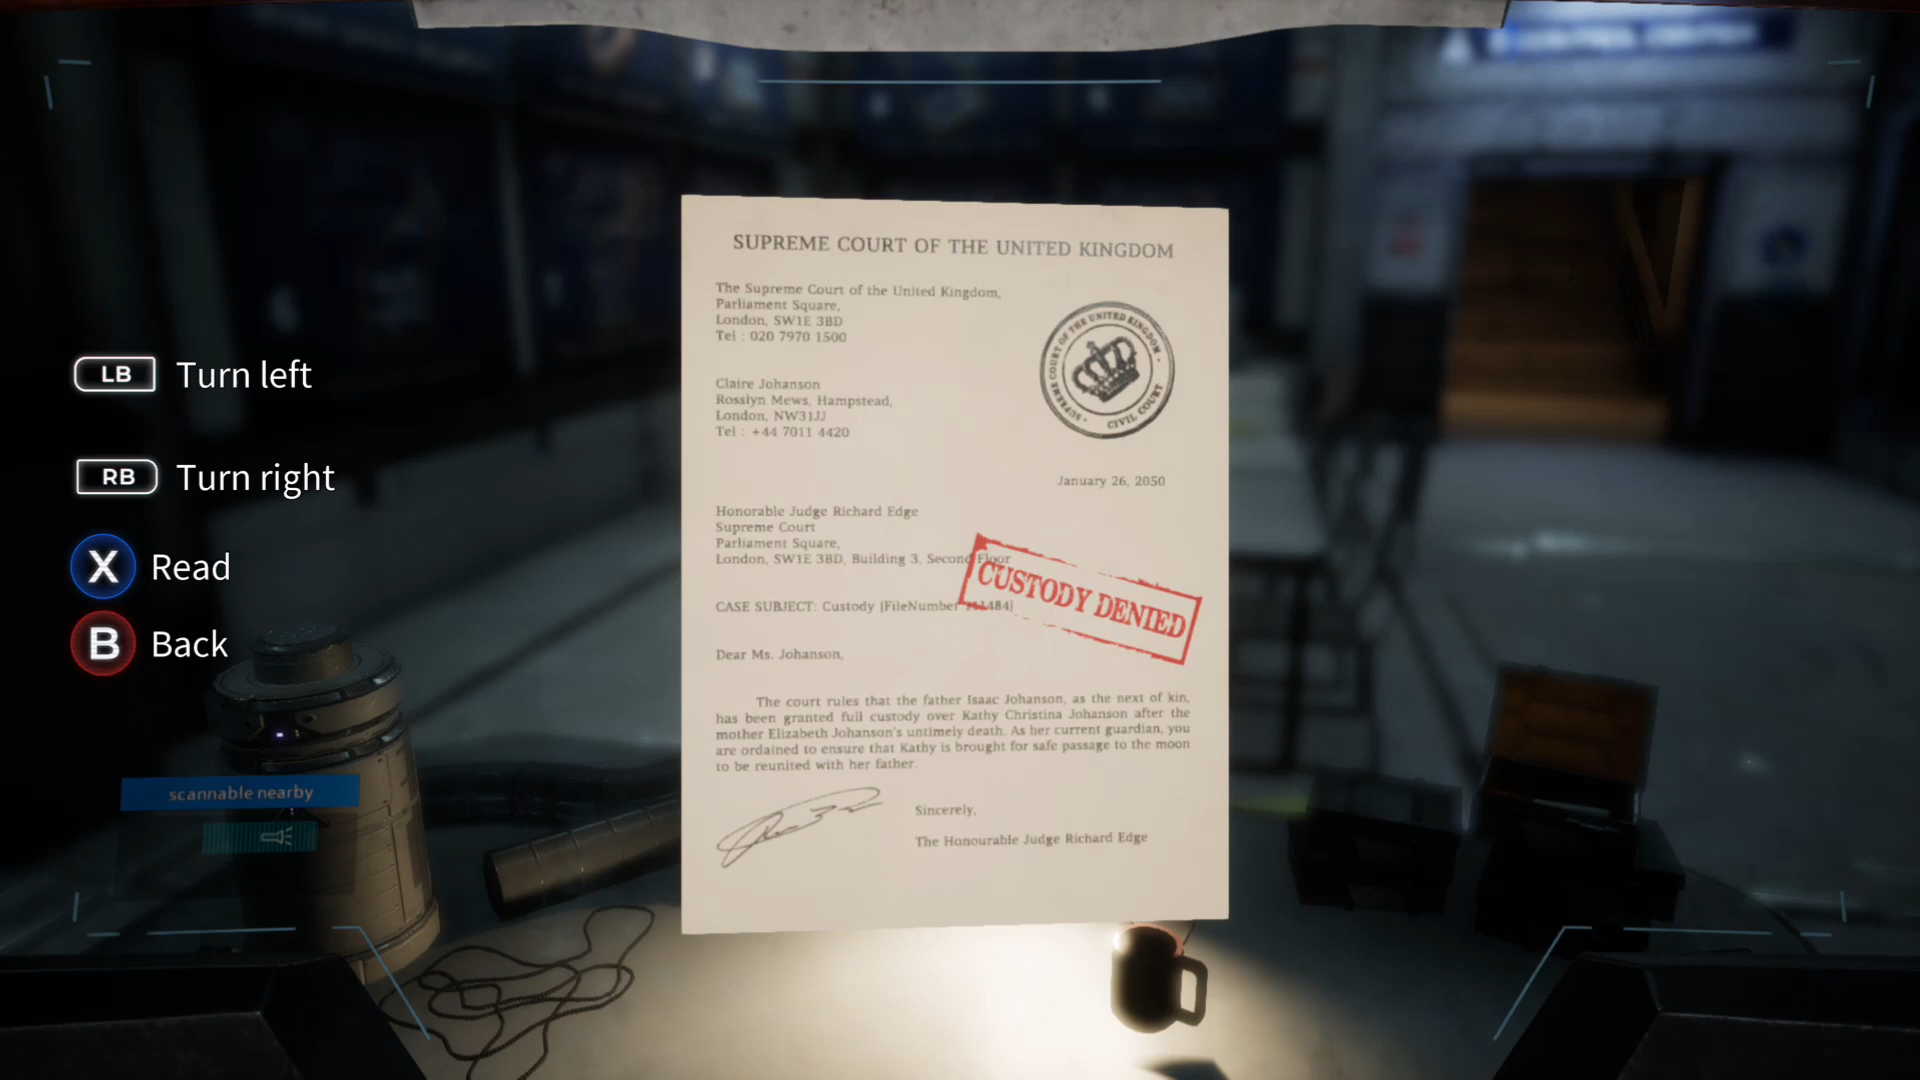 LB Turn left
RB Turn right
X Read
B Back
scannable nearby
SUPREME COURT OF THE UNITED KINGDOM
The Supreme Court of the United Kingdom,
Parliament Square,
London, SW1E 3BD
Tel : 020 7970 1500
SUPREME COURT OF THE UNITED KINGDOM
CIVIL COURT
Claire Johanson
Rosslyn Mews, Hampstead,
London, NW31JJ
Tel : +44 7011 4420
January 26, 2050
Honorable Judge Richard Edge
Supreme Court
Parliament Square,
London, SW1E 3BD, Building 3, Second Floor
CUSTODY DENIED
CASE SUBJECT: Custody [FileNumber
Dear Ms. Johanson,
The court rules that the father Isaac Johanson, as the next of kin,
has been granted full custody over Kathy Christina Johanson after the
mother Elizabeth Johanson's untimely death. As her current guardian, you
are ordained to ensure that Kathy is brought for safe passage to the moon
to be reunited with her father.
Sincerely,
The Honourable Judge Richard Edge